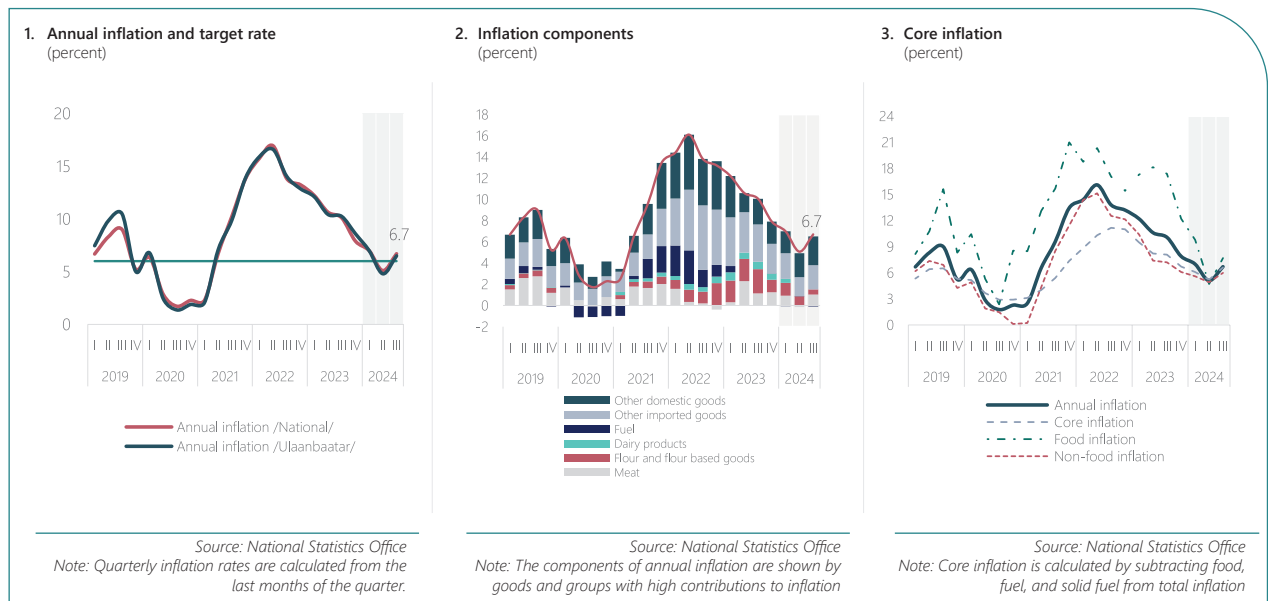 1. Annual inflation and target rate
(percent)
20
15
10
5
0
6.7
I II III IV I II III IV I II III IV I II III IV I II III IV I II III
2019 2020 2021 2022 2023 2024
Annual inflation /National/
Annual inflation /Ulaanbaatar/
Source: National Statistics Office
Note: Quarterly inflation rates are calculated from the
last months of the quarter.
2. Inflation components
(percent)
18
16
14
12
10
8
6
4
2
0
-2
6.7
I II III IV I II III IV I II III IV I II III IV I II III IV I II III
2019 2020 2021 2022 2023 2024
Other domestic goods
Other imported goods
Fuel
Dairy products
Flour and flour based goods
Meat
Source: National Statistics Office
Note: The components of annual inflation are shown by
goods and groups with high contributions to inflation
3. Core inflation
(percent)
24
21
18
15
12
9
6
3
0
I II III IV I II III IV I II III IV I II III IV I II III IV I II III
2019 2020 2021 2022 2023 2024
Annual inflation
Core inflation
Food inflation
Non-food inflation
Source: National Statistics Office
Note: Core inflation is calculated by subtracting food,
fuel, and solid fuel from total inflation